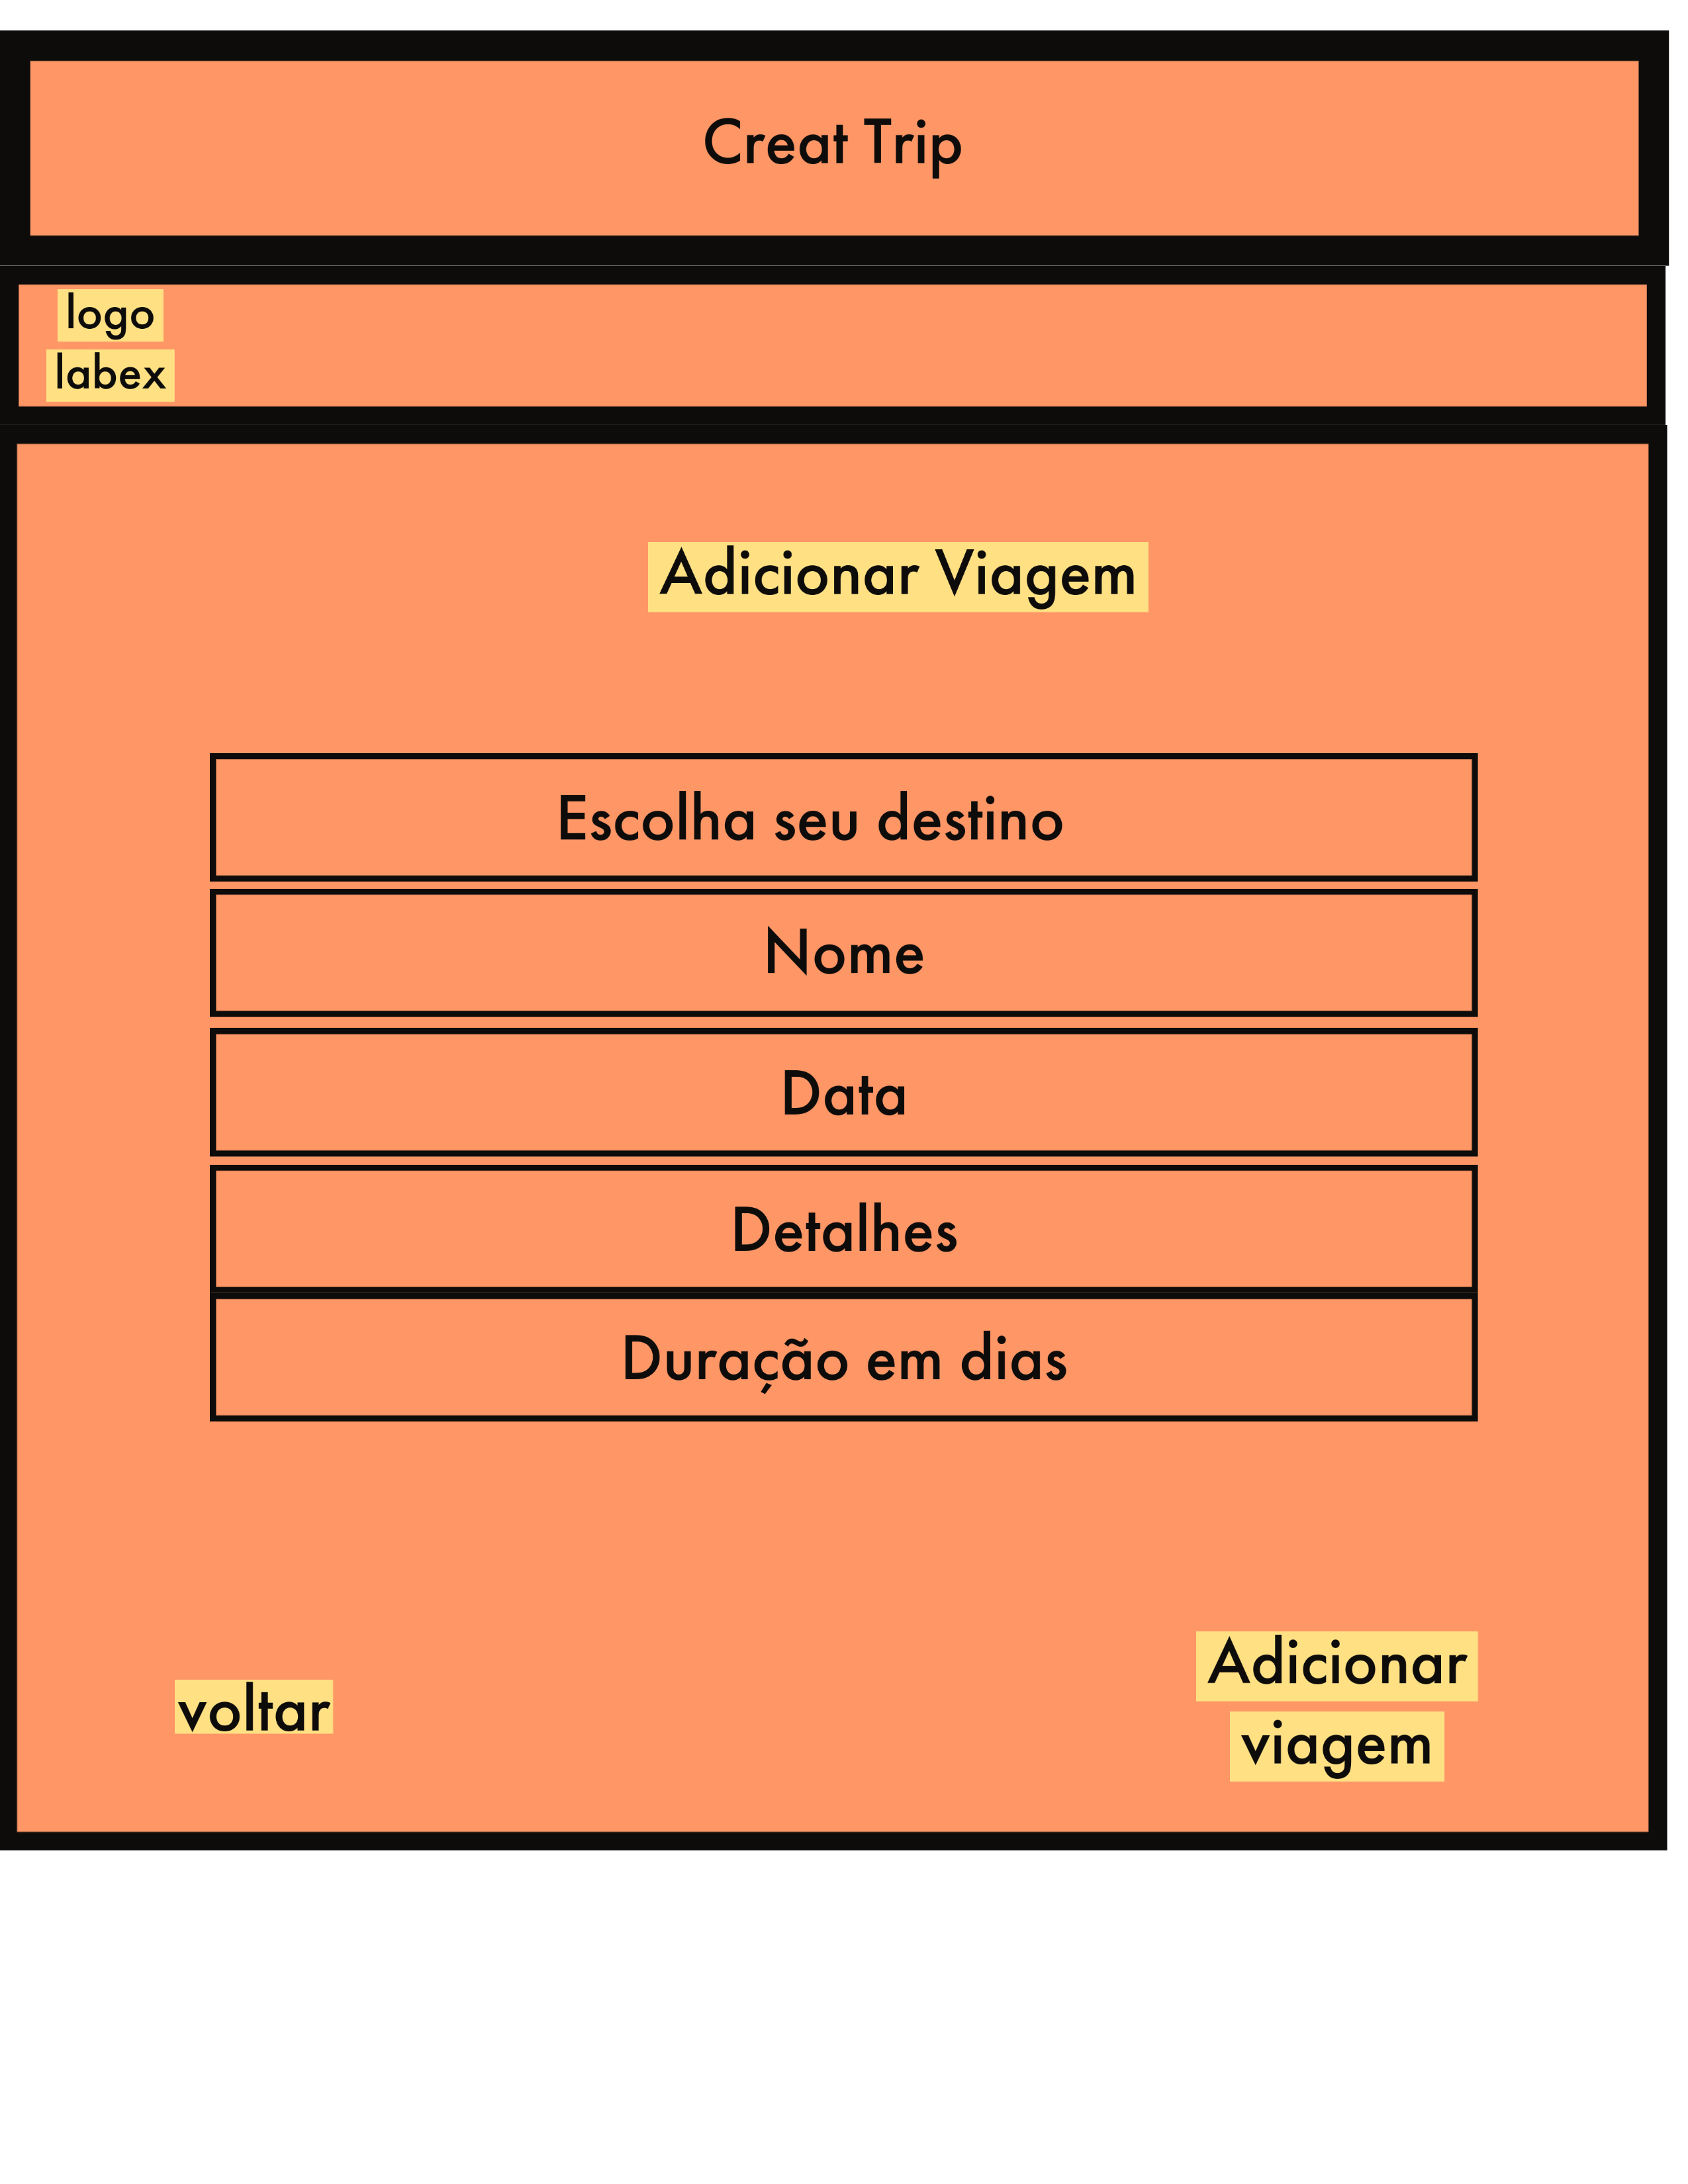 Creat Trip
logo
labex
Adicionar Viagem
Escolha seu destino
Nome
Data
Detalhes
Duração em dias
voltar
Adicionar
viagem